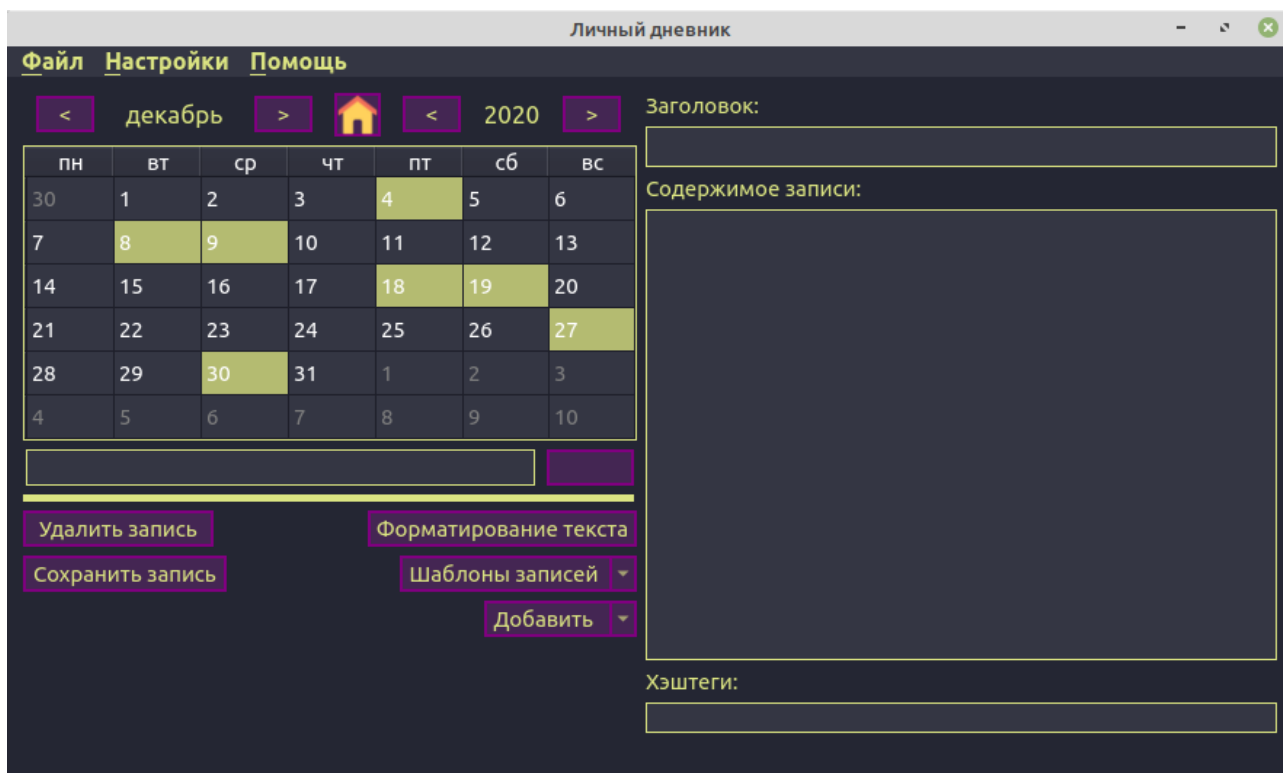 Личный дневник
Файл Настройки Помощь
< декабрь > < 2020 >
пн вт ср чт пт сб вс
30 1 2 3 4 5 6
7 8 9 10 11 12 13
14 15 16 17 18 19 20
21 22 23 24 25 26 27
28 29 30 31 1 2 3
4 5 6 7 8 9 10
Удалить запись Форматирование текста
Сохранить запись Шаблоны записей
Добавить
Заголовок:
Содержимое записи:
Хэштеги: